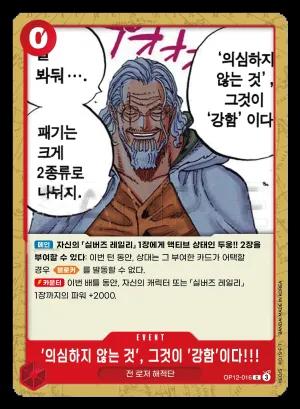 0
잘
봐둬….
패기는
크게
2종류로
나뉘지.
'의심하지
않는 것',
그것이
'강함'이다
메인 자신의 「실버즈 레일리」 1장에게 액티브 상태인 두웅!! 2장을
부여할 수 있다: 이번 턴 동안, 상대는 그 부여한 카드가 어택할
경우 블로커 를 발동할 수 없다.
카운터 이번 배틀 동안, 자신의 캐릭터 또는 「실버즈 레일리」
1장까지의 파워 +2000.
EVENT
'의심하지 않는 것', 그것이 '강함'이다!!!
전 로저 해적단
OP12-016 R 3